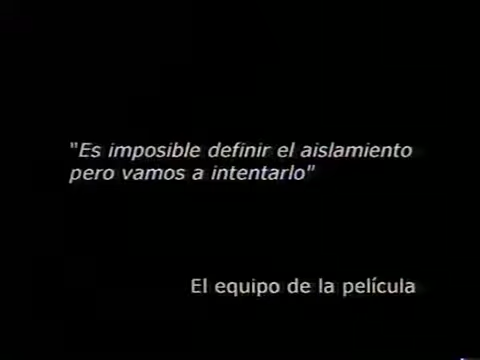 "Es imposible definir el aislamiento
pero vamos a intentarlo"
El equipo de la película